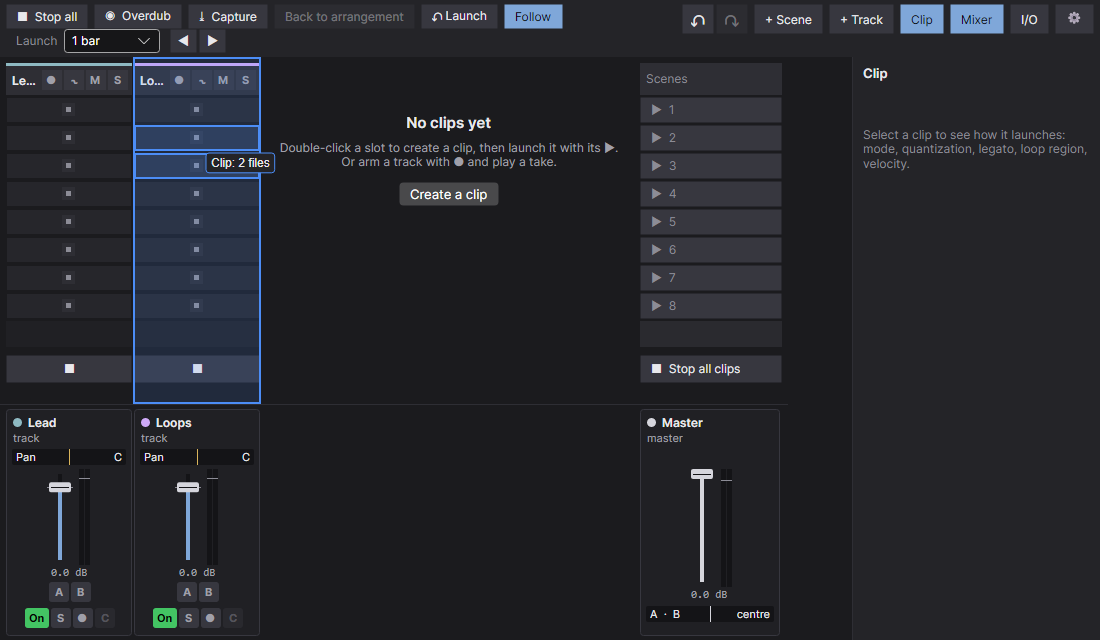 Stop all
Overdub
Capture
Back to arrangement
Launch
Follow
+ Scene
+ Track
Clip
Mixer
I/O
Launch
1 bar
Le...
M
S
Lo...
M
S
Scenes
Clip
1
2
3
4
5
6
7
8
No clips yet
Double-click a slot to create a clip, then launch it with its ▶.
Or arm a track with ● and play a take.
Create a clip
Clip: 2 files
Select a clip to see how it launches:
mode, quantization, legato, loop region,
velocity.
Stop all clips
Lead
track
Pan
C
0.0 dB
A
B
On
S
C
Loops
track
Pan
C
0.0 dB
A
B
On
S
C
Master
master
0.0 dB
A · B
centre